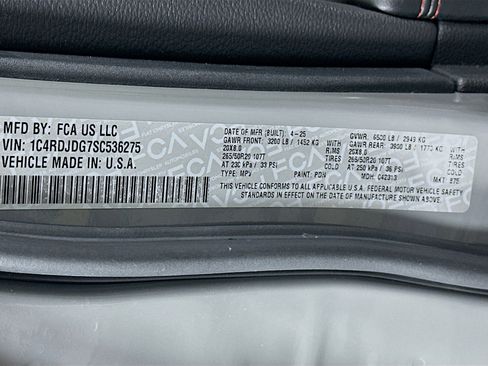 MFD BY: FCA US LLC
VIN: 1C4RDJDG7SC536275
VEHICLE MADE IN: U.S.A.
DATE OF MFR (BUILT): 4-25 GVWR: 6500 LB / 2949 KG
GAWR FRONT: 3200 LB / 1452 KG WITH GAWR REAR: 3900 LB / 1770 KG WITH
20X8.0 RIMS 20X8.0 RIMS
265/50R20 107T TIRES 265/50R20 107T TIRES
AT 230 kPa / 33 PSI COLD AT 250 kPa / 36 PSI COLD
TYPE: MPV PAINT: PDN MDH: 042313 MKT: 875
THIS VEHICLE CONFORMS TO ALL APPLICABLE U.S.A. FEDERAL MOTOR VEHICLE SAFETY
STANDARDS IN EFFECT ON THE DATE OF MANUFACTURE SHOWN ABOVE.